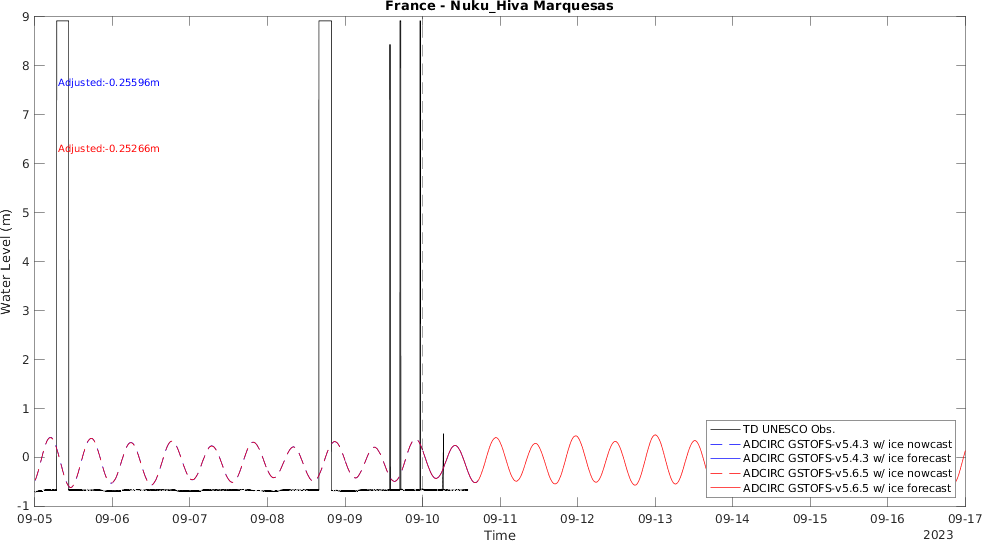 France - Nuku_Hiva Marquesas
9
8
7
6
5
4
3
2
1
0
-1
Water Level (m)
Adjusted:-0.25596m
Adjusted:-0.25266m
TD UNESCO Obs.
ADCIRC GSTOFS-v5.4.3 w/ ice nowcast
ADCIRC GSTOFS-v5.4.3 w/ ice forecast
ADCIRC GSTOFS-v5.6.5 w/ ice nowcast
ADCIRC GSTOFS-v5.6.5 w/ ice forecast
09-05 09-06 09-07 09-08 09-09 09-10 09-11 09-12 09-13 09-14 09-15 09-16 09-17
Time
2023